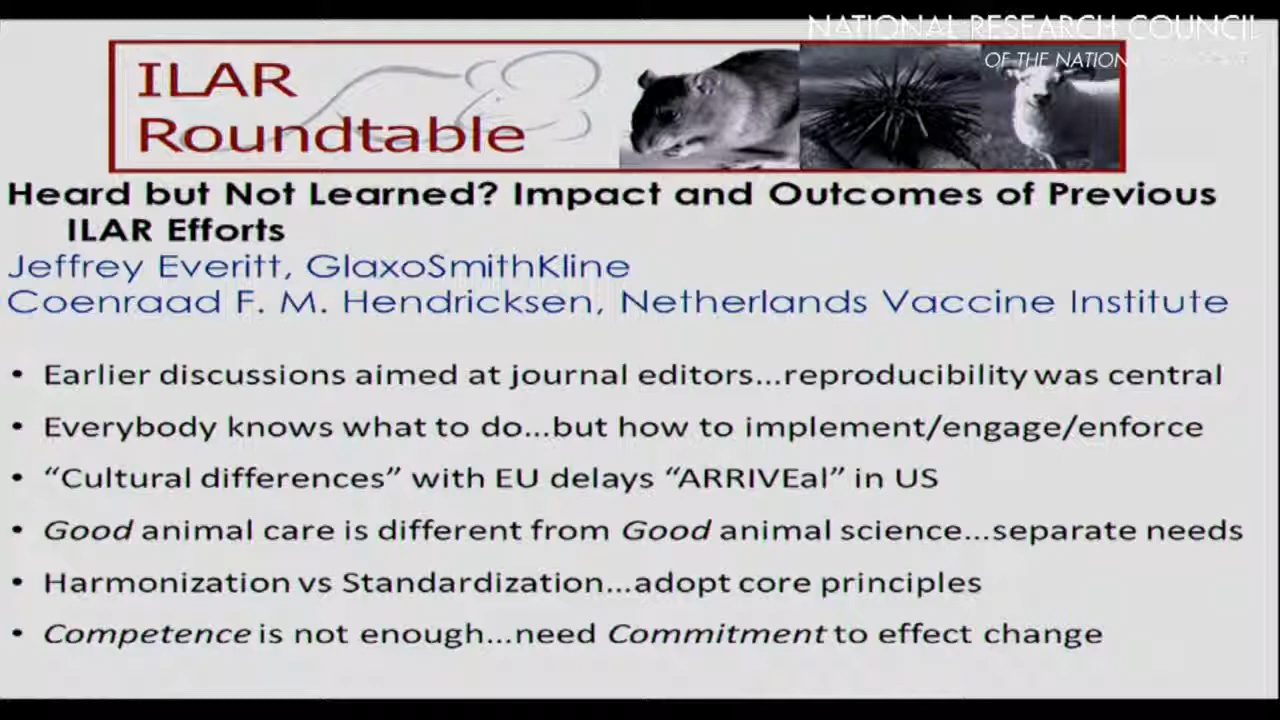 NATIONAL RESEARCH COUNCIL
OF THE NATION
ILAR
Roundtable
Heard but Not Learned? Impact and Outcomes of Previous
ILAR Efforts
Jeffrey Everitt, GlaxoSmithKline
Coenraad F. M. Hendricksen, Netherlands Vaccine Institute
• Earlier discussions aimed at journal editors...reproducibility was central
• Everybody knows what to do...but how to implement/engage/enforce
• “Cultural differences” with EU delays “ARRIVEal” in US
• Good animal care is different from Good animal science...separate needs
• Harmonization vs Standardization...adopt core principles
• Competence is not enough...need Commitment to effect change